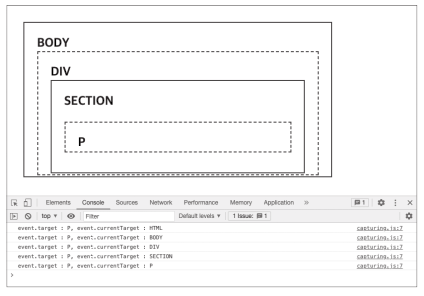 BODY
DIV
SECTION
P
Elements Console Sources Network Performance Memory Application » 1
top ▼ Filter Default levels ▼ 1 Issue: 1
event.target : P, event.currentTarget : HTML capturing.js:7
event.target : P, event.currentTarget : BODY capturing.js:7
event.target : P, event.currentTarget : DIV capturing.js:7
event.target : P, event.currentTarget : SECTION capturing.js:7
event.target : P, event.currentTarget : P capturing.js:7
>